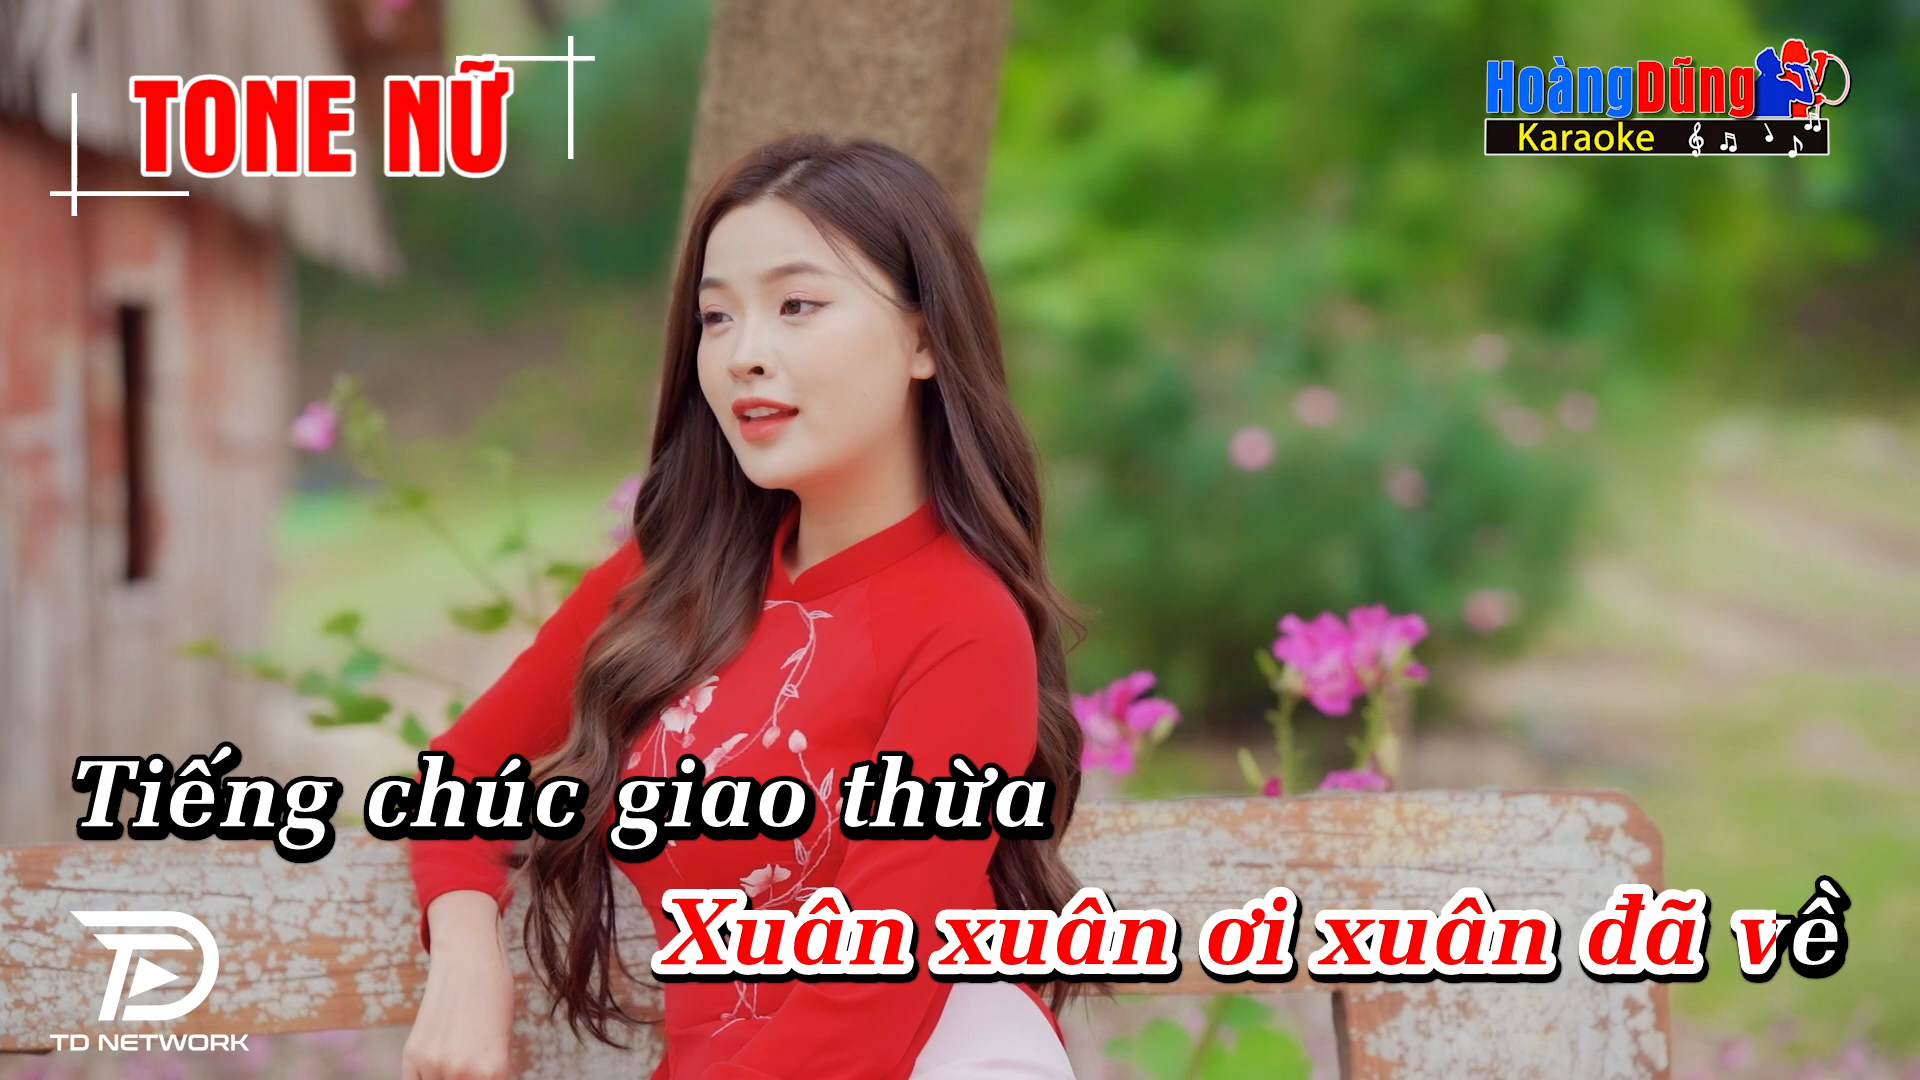 TONE NỮ
HoàngDũng
Karaoke
Tiếng chúc giao thừa
Xuân xuân ơi xuân đã về
TD NETWORK